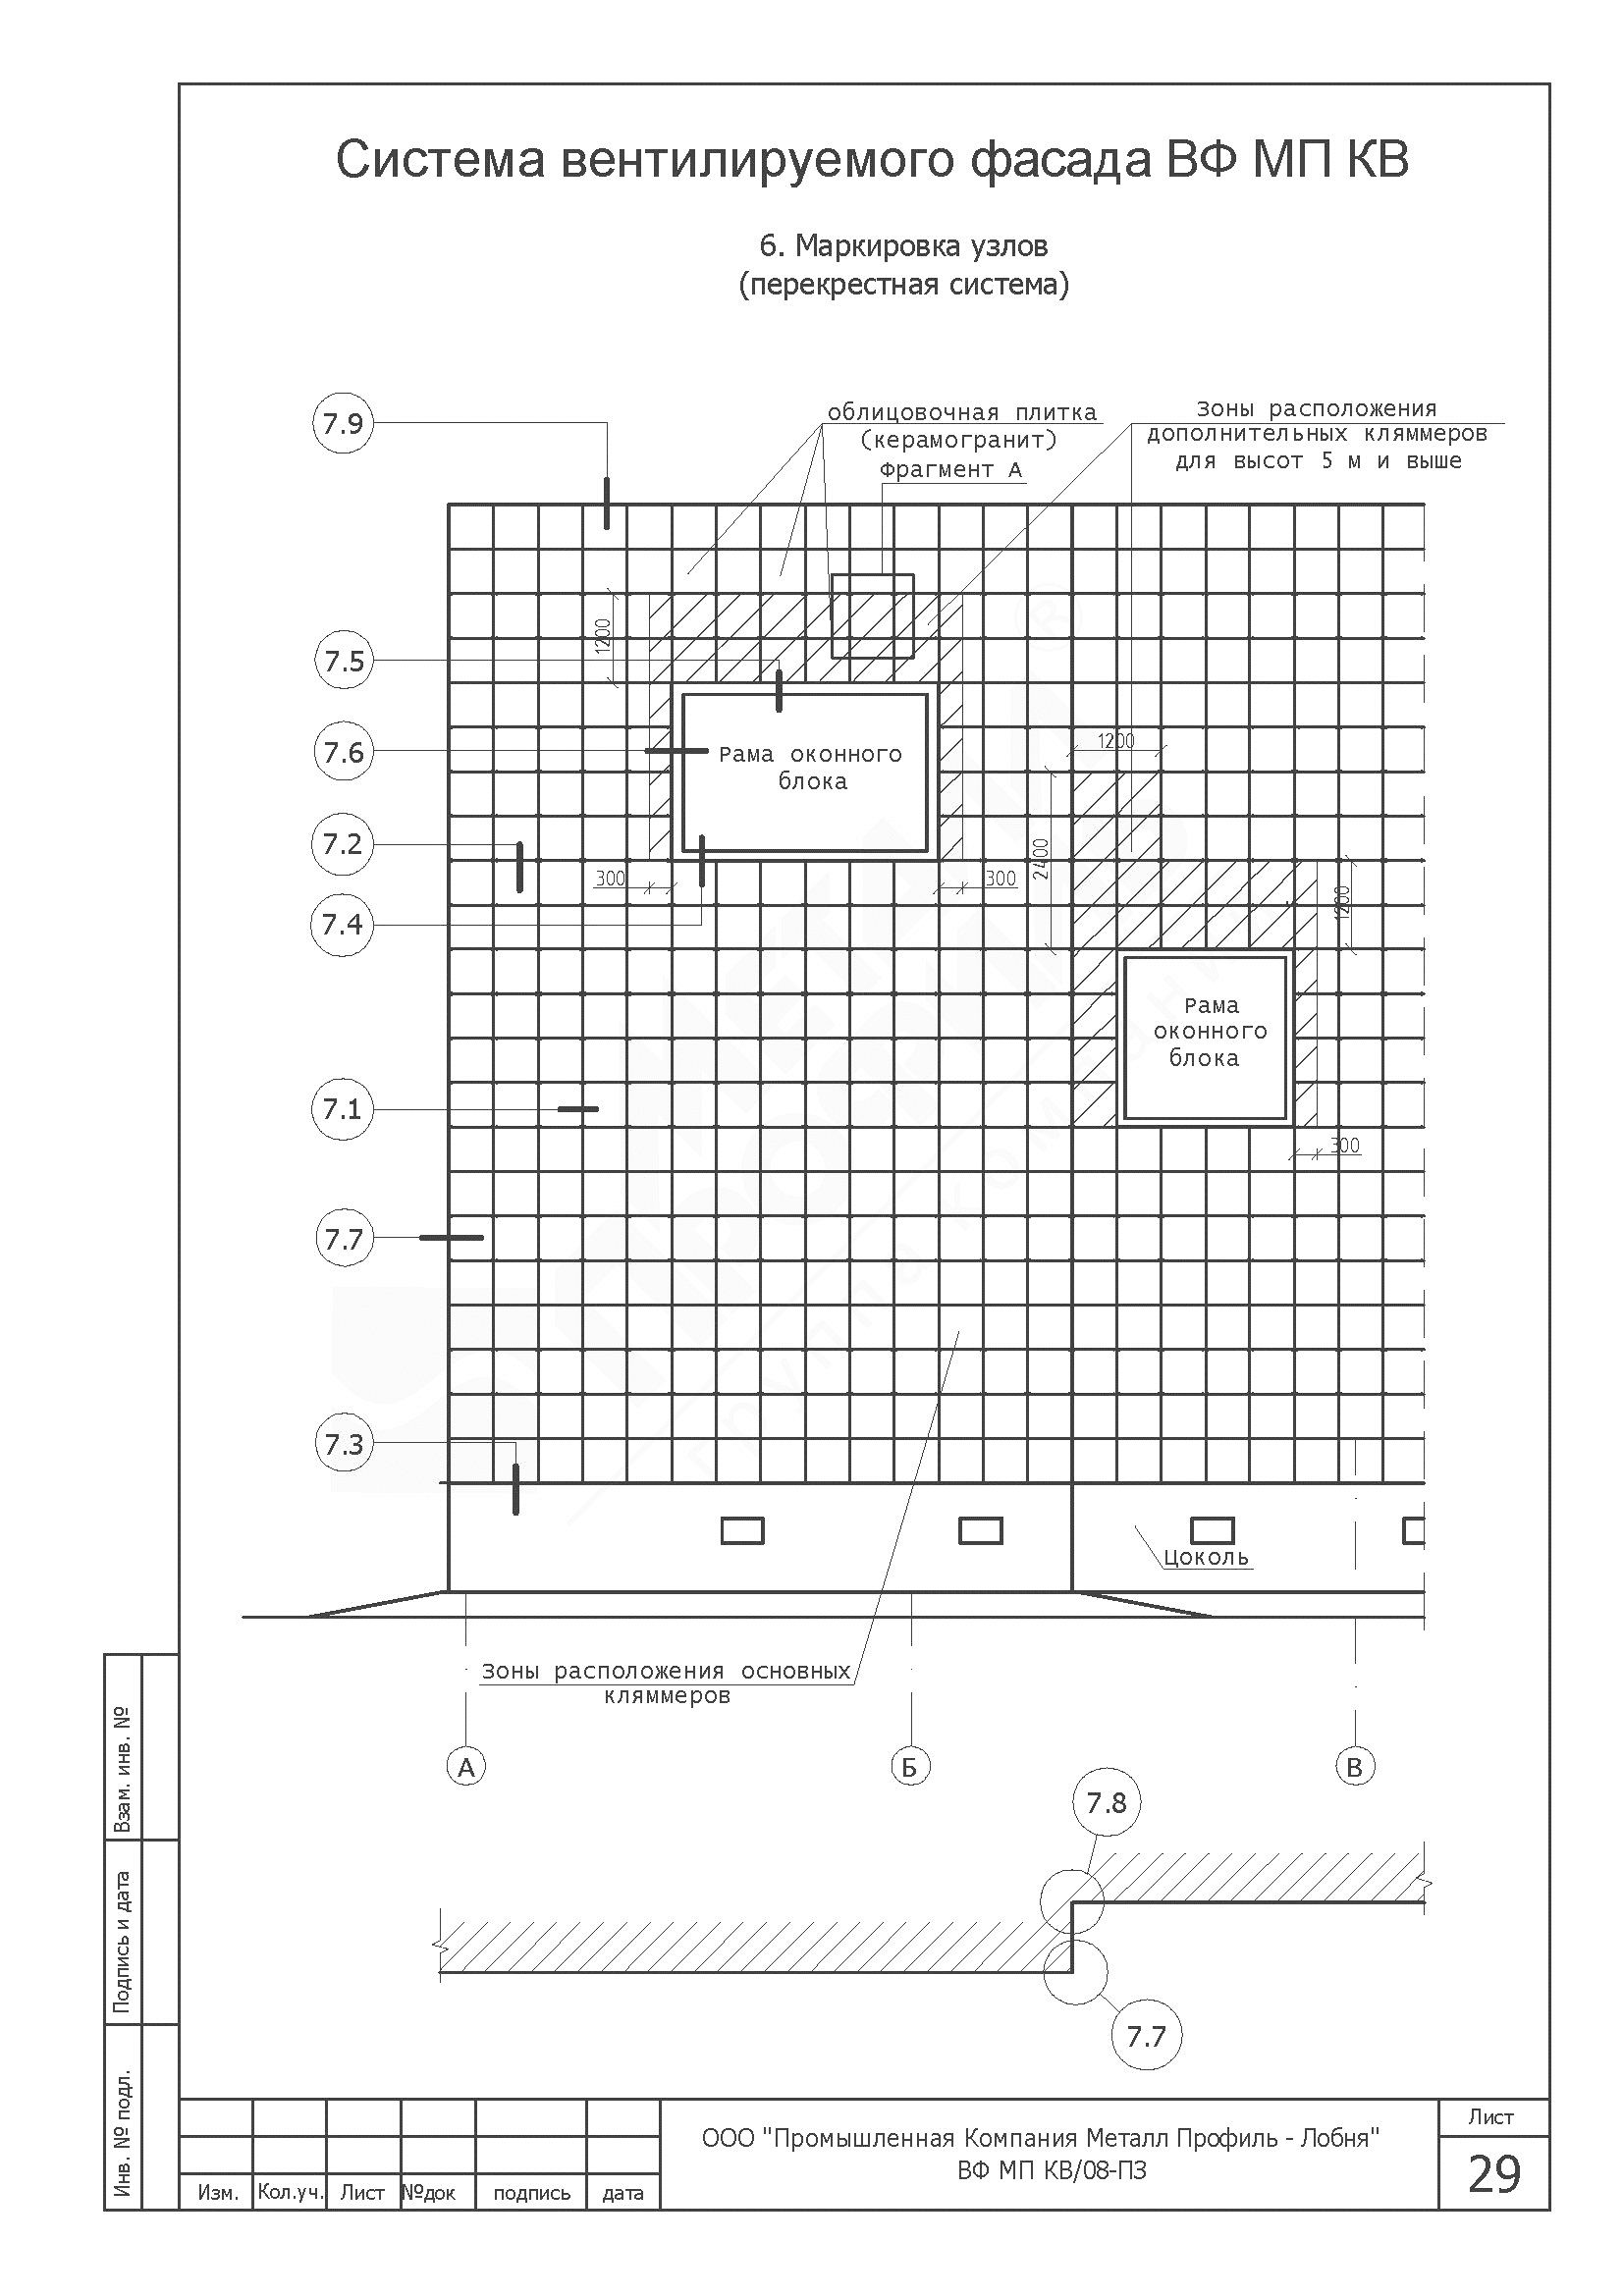 Система вентилируемого фасада ВФ МП КВ
6. Маркировка узлов
(перекрестная система)
7.9
облицовочная плитка
(керамогранит)
Фрагмент А
Зоны расположения
дополнительных кляммеров
для высот 5 м и выше
1200
7.5
7.6
Рама оконного
блока
1200
7.2
300
300
2400
1200
7.4
Рама
оконного
блока
7.1
300
7.7
7.3
Цоколь
Зоны расположения основных
кляммеров
А
Б
В
7.8
7.7
Взам. инв. №
Подпись и дата
Инв. № подл.
Изм.
Кол.уч.
Лист
№док
подпись
дата
ООО "Промышленная Компания Металл Профиль - Лобня"
ВФ МП КВ/08-ПЗ
Лист
29